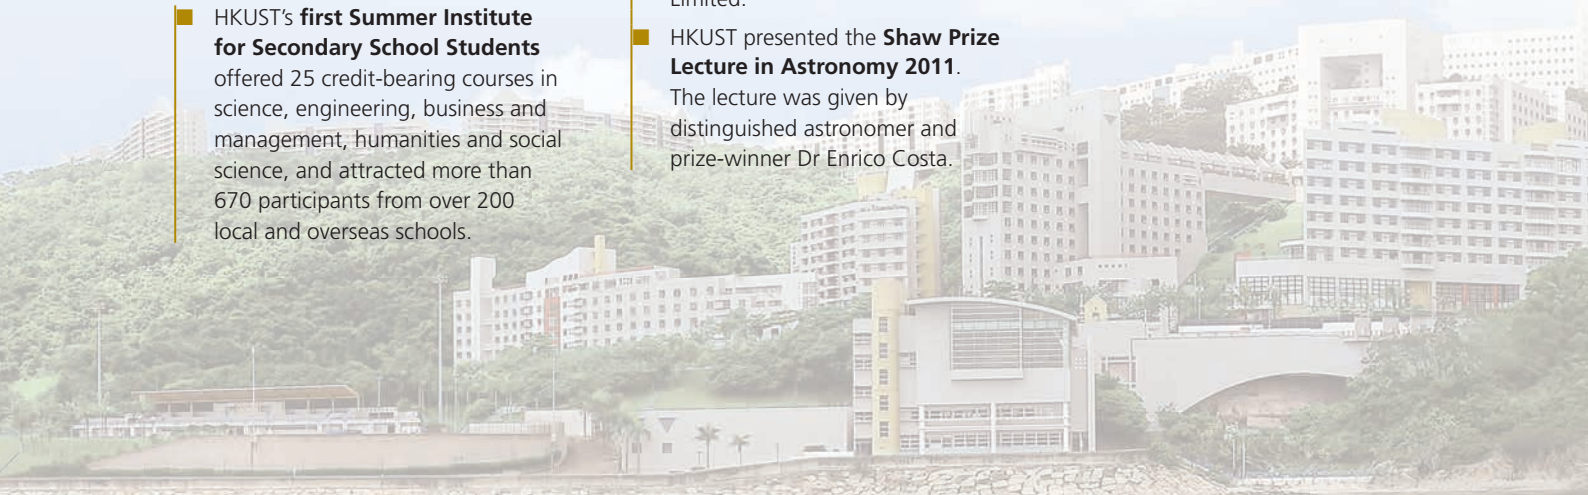 HKUST's first Summer Institute
for Secondary School Students
offered 25 credit-bearing courses in
science, engineering, business and
management, humanities and social
science, and attracted more than
670 participants from over 200
local and overseas schools.
Limited.
HKUST presented the Shaw Prize
Lecture in Astronomy 2011.
The lecture was given by
distinguished astronomer and
prize-winner Dr Enrico Costa.